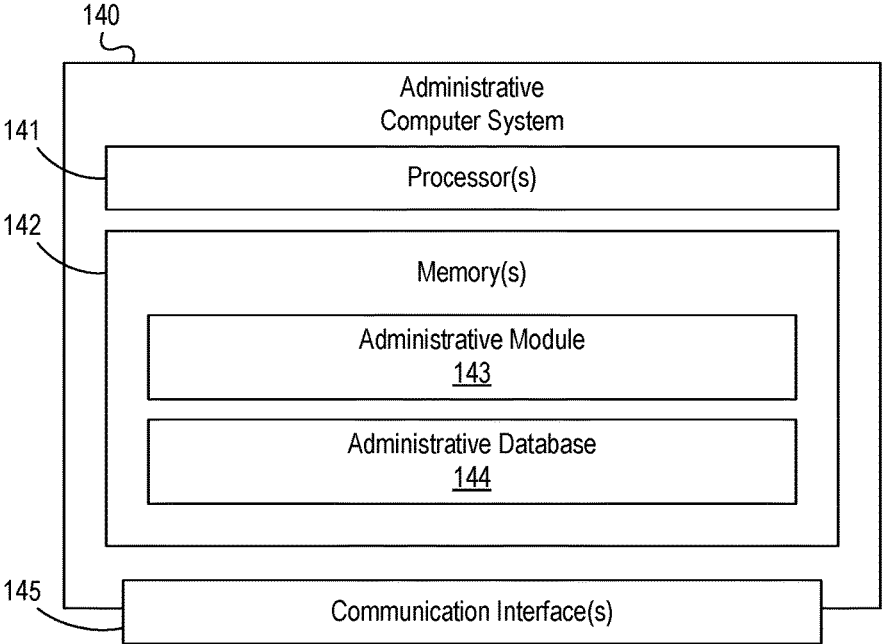 140
Administrative
Computer System
141
Processor(s)
142
Memory(s)
Administrative Module
143
Administrative Database
144
145
Communication Interface(s)